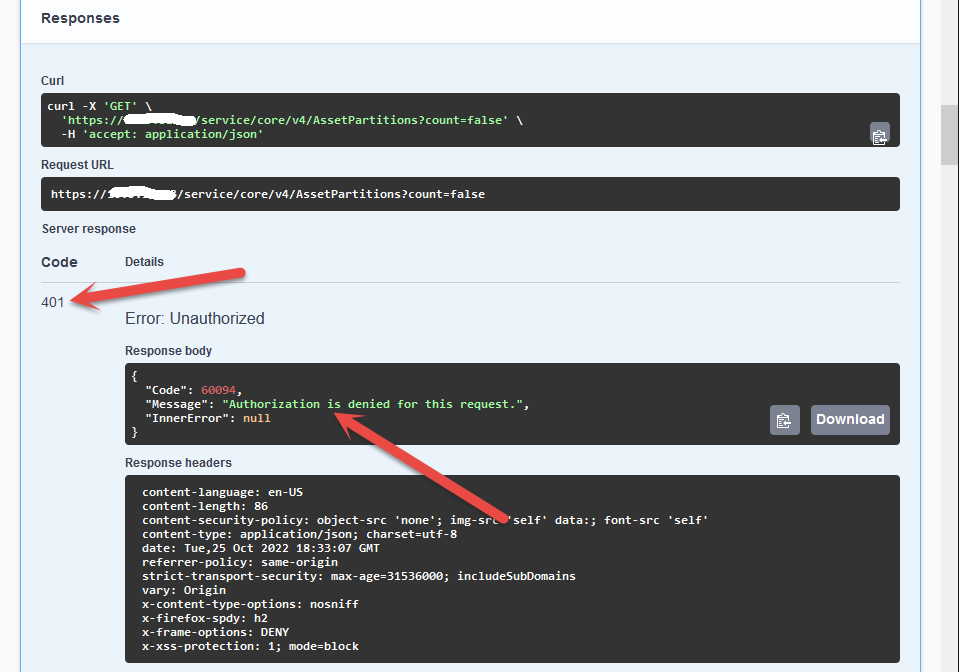 Responses
Curl
curl -X 'GET' \
'https:// /service/core/v4/AssetPartitions?count=false' \
-H 'accept: application/json'
Request URL
https:// /service/core/v4/AssetPartitions?count=false
Server response
Code Details
401
Error: Unauthorized
Response body
{
"Code": 60094,
"Message": "Authorization is denied for this request.",
"InnerError": null
}
Download
Response headers
content-language: en-US
content-length: 86
content-security-policy: object-src 'none'; img-src 'self' data:; font-src 'self'
content-type: application/json; charset=utf-8
date: Tue,25 Oct 2022 18:33:07 GMT
referrer-policy: same-origin
strict-transport-security: max-age=31536000; includeSubDomains
vary: Origin
x-content-type-options: nosniff
x-firefox-spdy: h2
x-frame-options: DENY
x-xss-protection: 1; mode=block